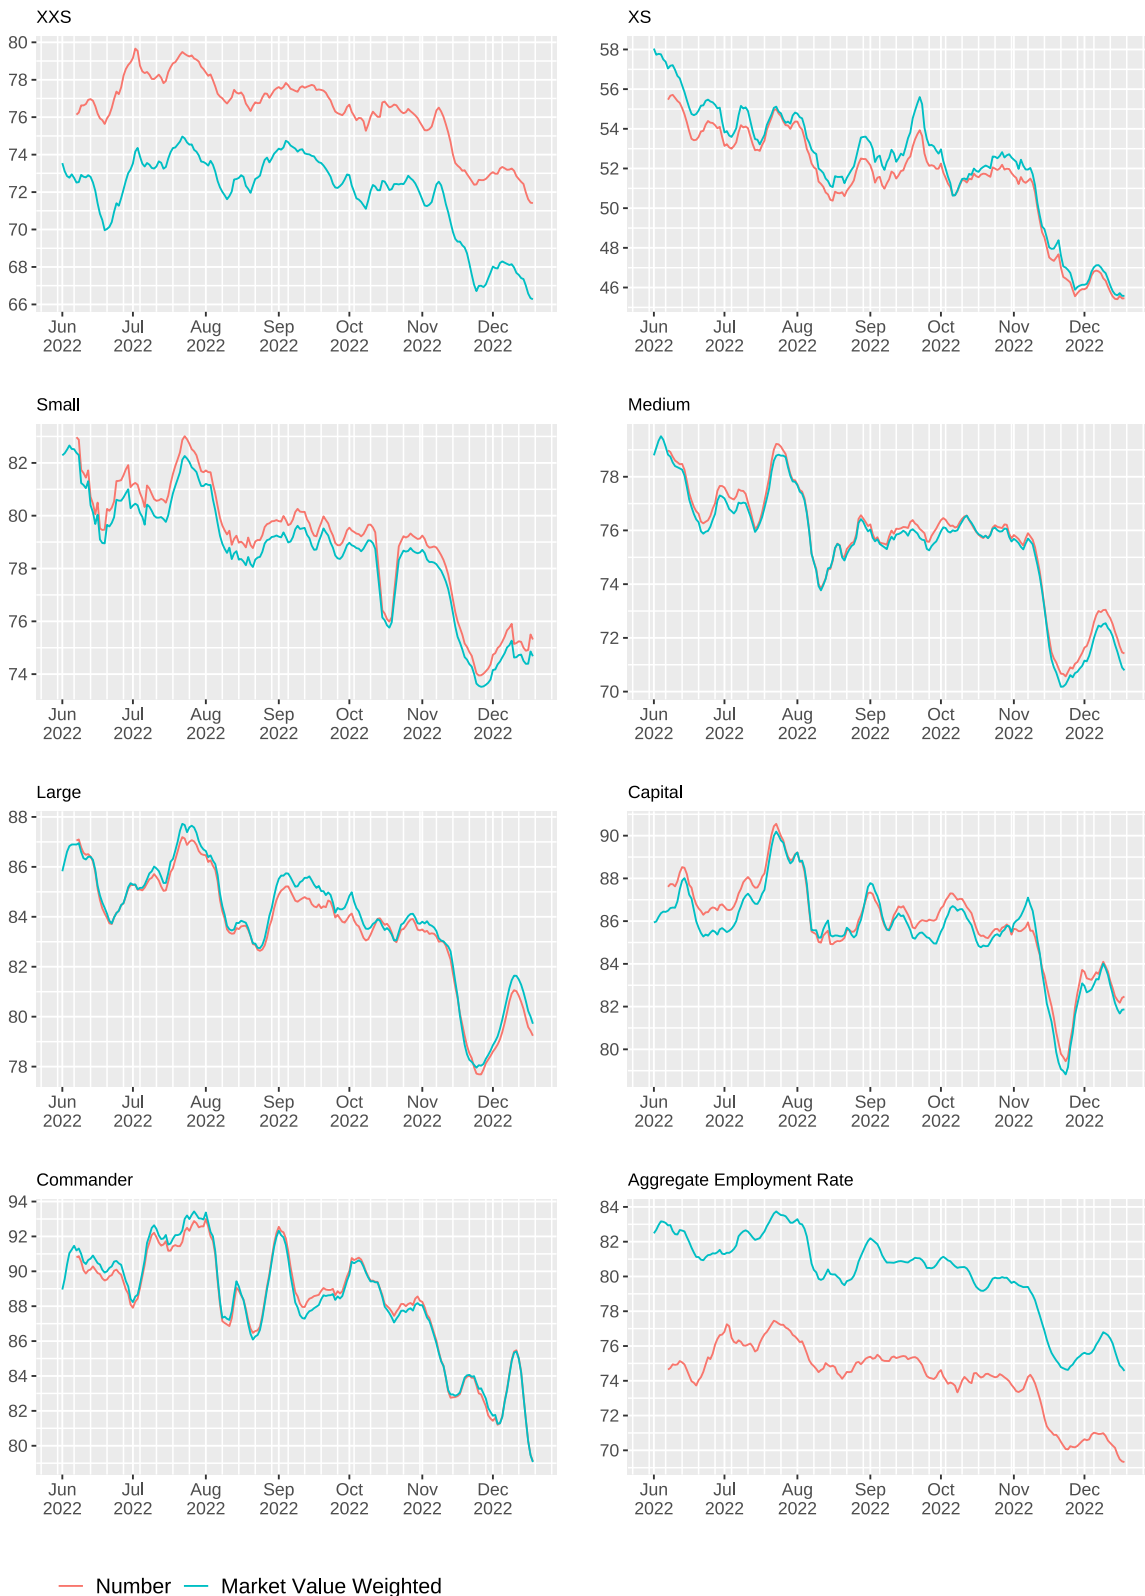 XXS
80
78
76
74
72
70
68
66
Jun Jul Aug Sep Oct Nov Dec
2022 2022 2022 2022 2022 2022 2022
XS
58
56
54
52
50
48
46
Jun Jul Aug Sep Oct Nov Dec
2022 2022 2022 2022 2022 2022 2022
Small
82
80
78
76
74
Jun Jul Aug Sep Oct Nov Dec
2022 2022 2022 2022 2022 2022 2022
Medium
78
76
74
72
70
Jun Jul Aug Sep Oct Nov Dec
2022 2022 2022 2022 2022 2022 2022
Large
88
86
84
82
80
78
Jun Jul Aug Sep Oct Nov Dec
2022 2022 2022 2022 2022 2022 2022
Capital
90
88
86
84
82
80
Jun Jul Aug Sep Oct Nov Dec
2022 2022 2022 2022 2022 2022 2022
Commander
94
92
90
88
86
84
82
80
Jun Jul Aug Sep Oct Nov Dec
2022 2022 2022 2022 2022 2022 2022
Aggregate Employment Rate
84
82
80
78
76
74
72
70
Jun Jul Aug Sep Oct Nov Dec
2022 2022 2022 2022 2022 2022 2022
Number Market Value Weighted